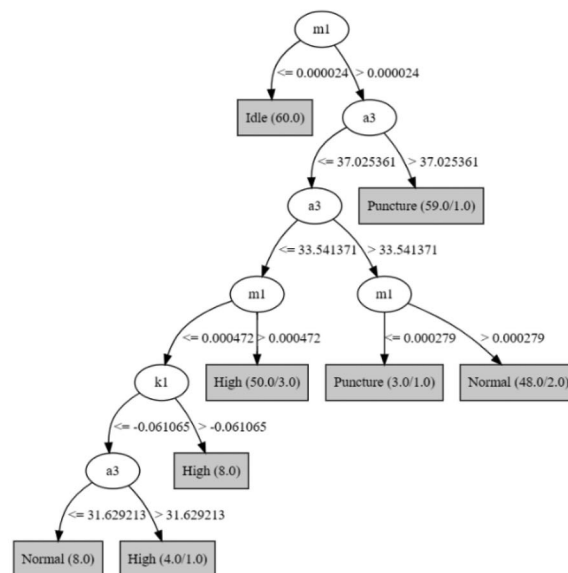 m1
<= 0.000024 > 0.000024
Idle (60.0) a3
<= 37.025361 > 37.025361
a3 Puncture (59.0/1.0)
<= 33.541371 > 33.541371
m1 m1
<= 0.000472 > 0.000472 <= 0.000279 > 0.000279
k1 High (50.0/3.0) Puncture (3.0/1.0) Normal (48.0/2.0)
<= -0.061065 > -0.061065
a3 High (8.0)
<= 31.629213 > 31.629213
Normal (8.0) High (4.0/1.0)